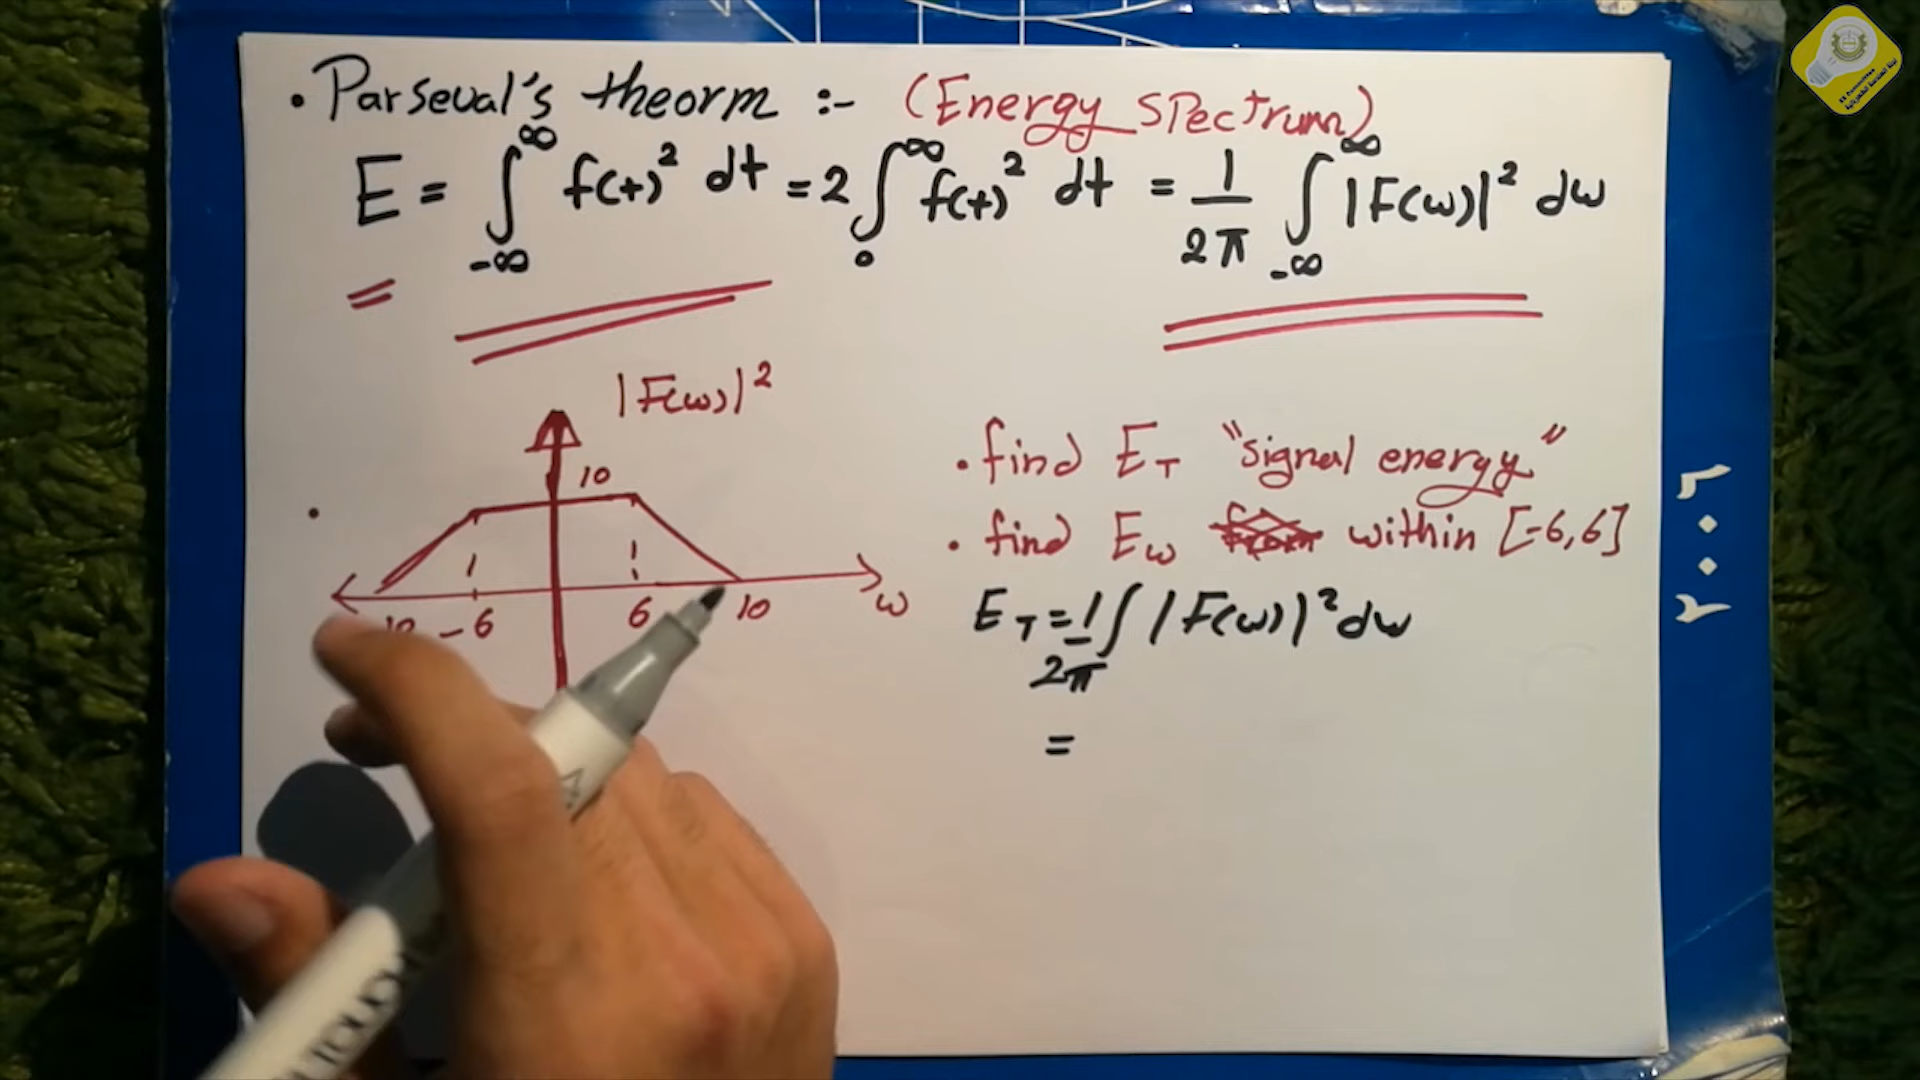 • Parseval's theorm :- (Energy SPectrum)
E = ∫_{-∞}^{∞} f(t)² dt = 2 ∫_{0}^{∞} f(t)² dt = 1/2π ∫_{-∞}^{∞} |F(ω)|² dω
|F(ω)|²
10
-6 6 10 ω
• find E_T "signal energy"
• find E_ω within [-6,6]
E_T = 1/2π ∫ |F(ω)|² dω
=
٢٠٠٦